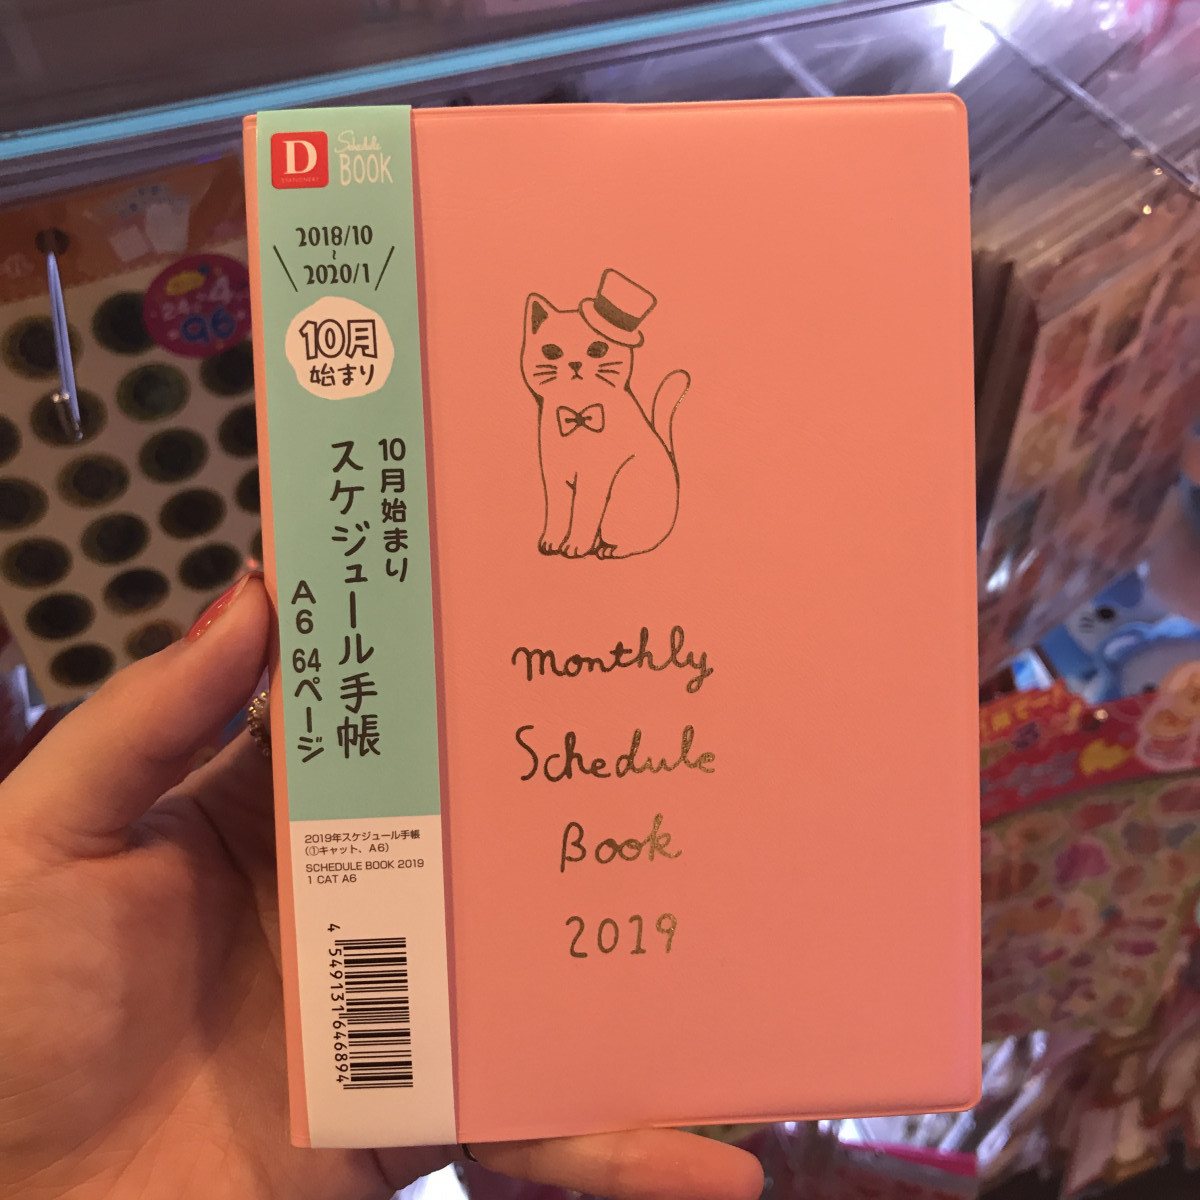 D
STATIONERY
Schedule
BOOK
2018/10
~
2020/1
10月
始まり
10月始まり
スケジュール手帳
A6 64ページ
2019年スケジュール手帳
(①キャット、A6)
SCHEDULE BOOK 2019
1 CAT A6
4 549131 646894
monthly
Schedule
Book
2019